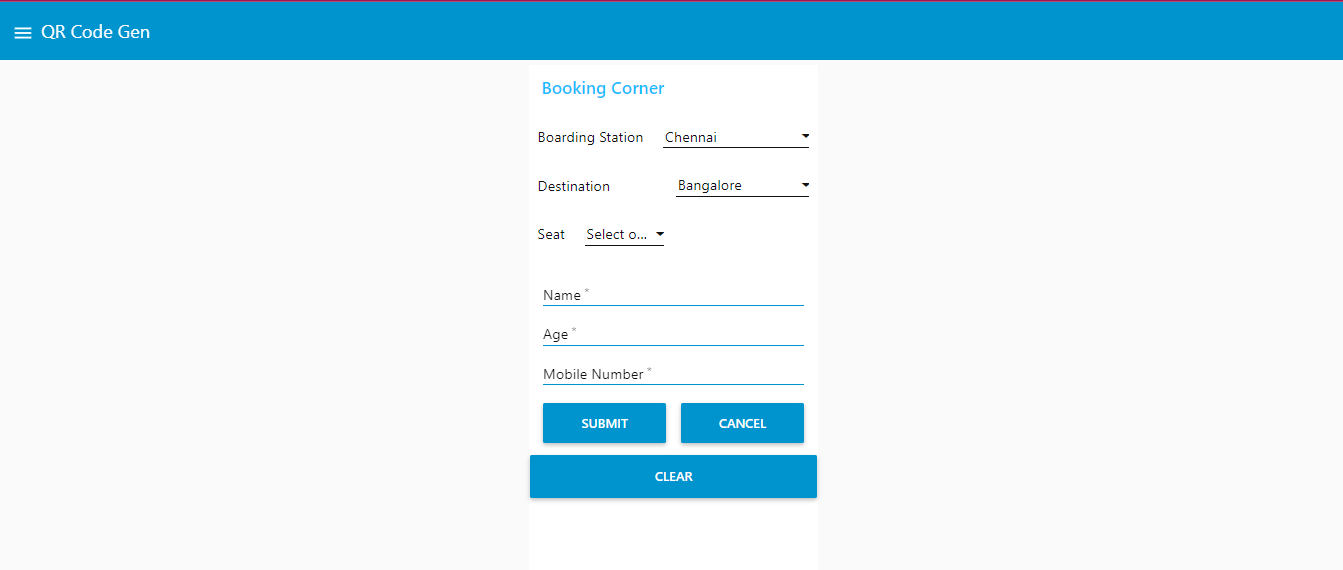 QR Code Gen
Booking Corner
Boarding Station Chennai
Destination Bangalore
Seat Select o...
Name *
Age *
Mobile Number *
SUBMIT CANCEL
CLEAR